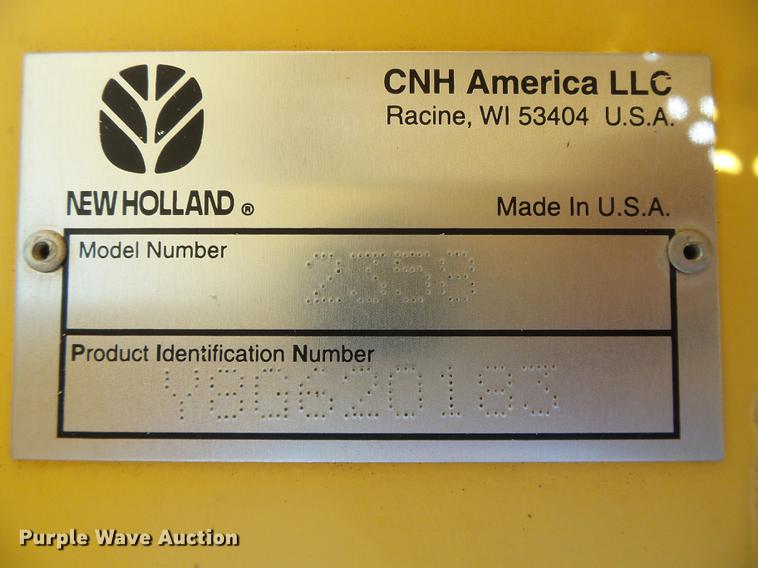 CNH America LLC
Racine, WI 53404 U.S.A.
NEW HOLLAND ®
Made In U.S.A.
Model Number
235B
Product Identification Number
Y8G620183
Purple Wave Auction